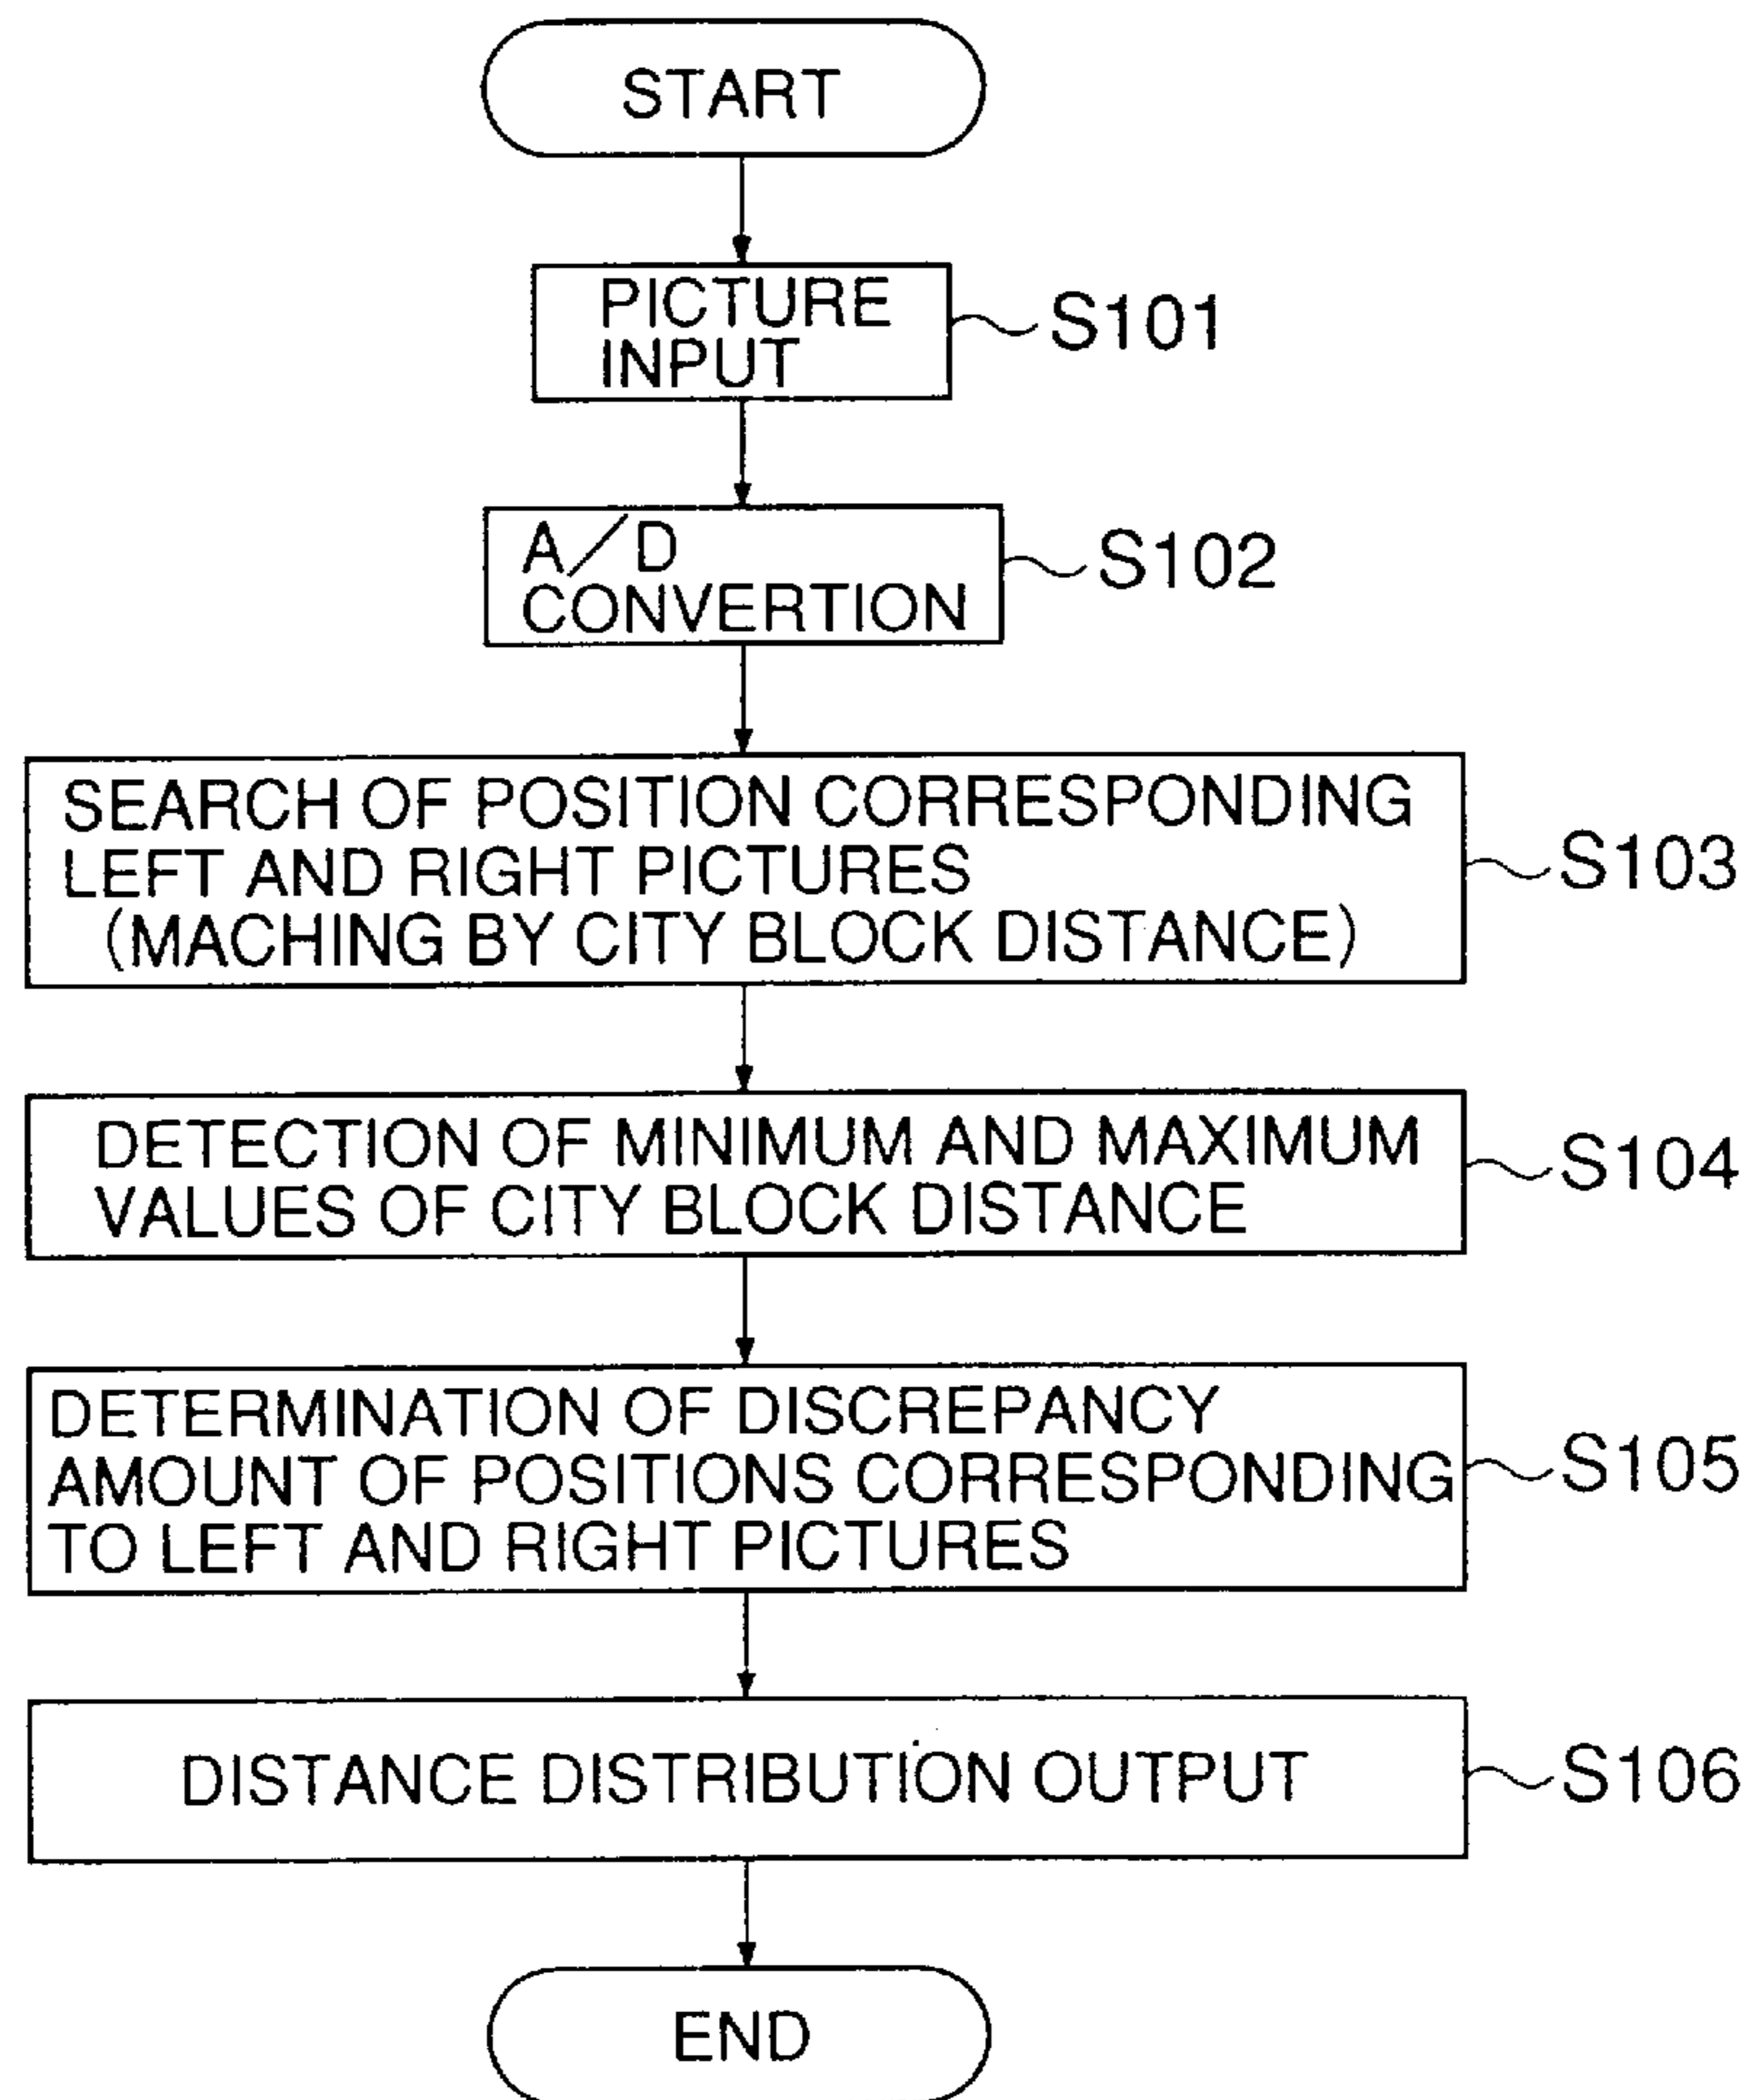 START
PICTURE
INPUT
S101
A/D
CONVERTION
S102
SEARCH OF POSITION CORRESPONDING
LEFT AND RIGHT PICTURES
(MACHING BY CITY BLOCK DISTANCE)
S103
DETECTION OF MINIMUM AND MAXIMUM
VALUES OF CITY BLOCK DISTANCE
S104
DETERMINATION OF DISCREPANCY
AMOUNT OF POSITIONS CORRESPONDING
TO LEFT AND RIGHT PICTURES
S105
DISTANCE DISTRIBUTION OUTPUT
S106
END